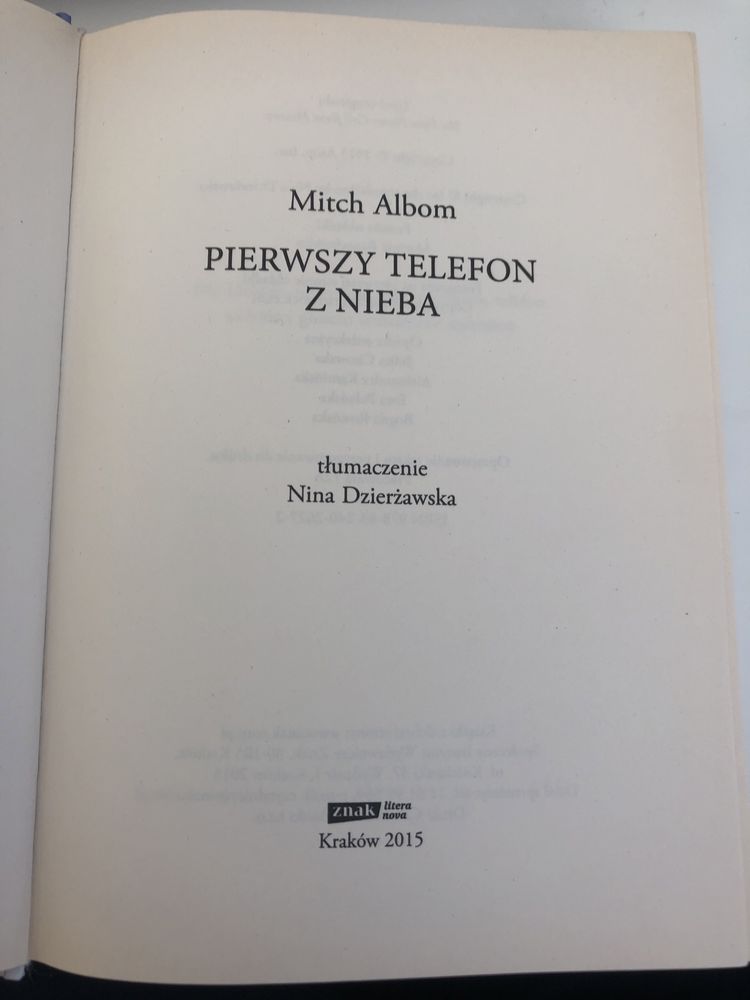 Mitch Albom
PIERWSZY TELEFON
Z NIEBA
tłumaczenie
Nina Dzierżawska
znak litera nova
Kraków 2015